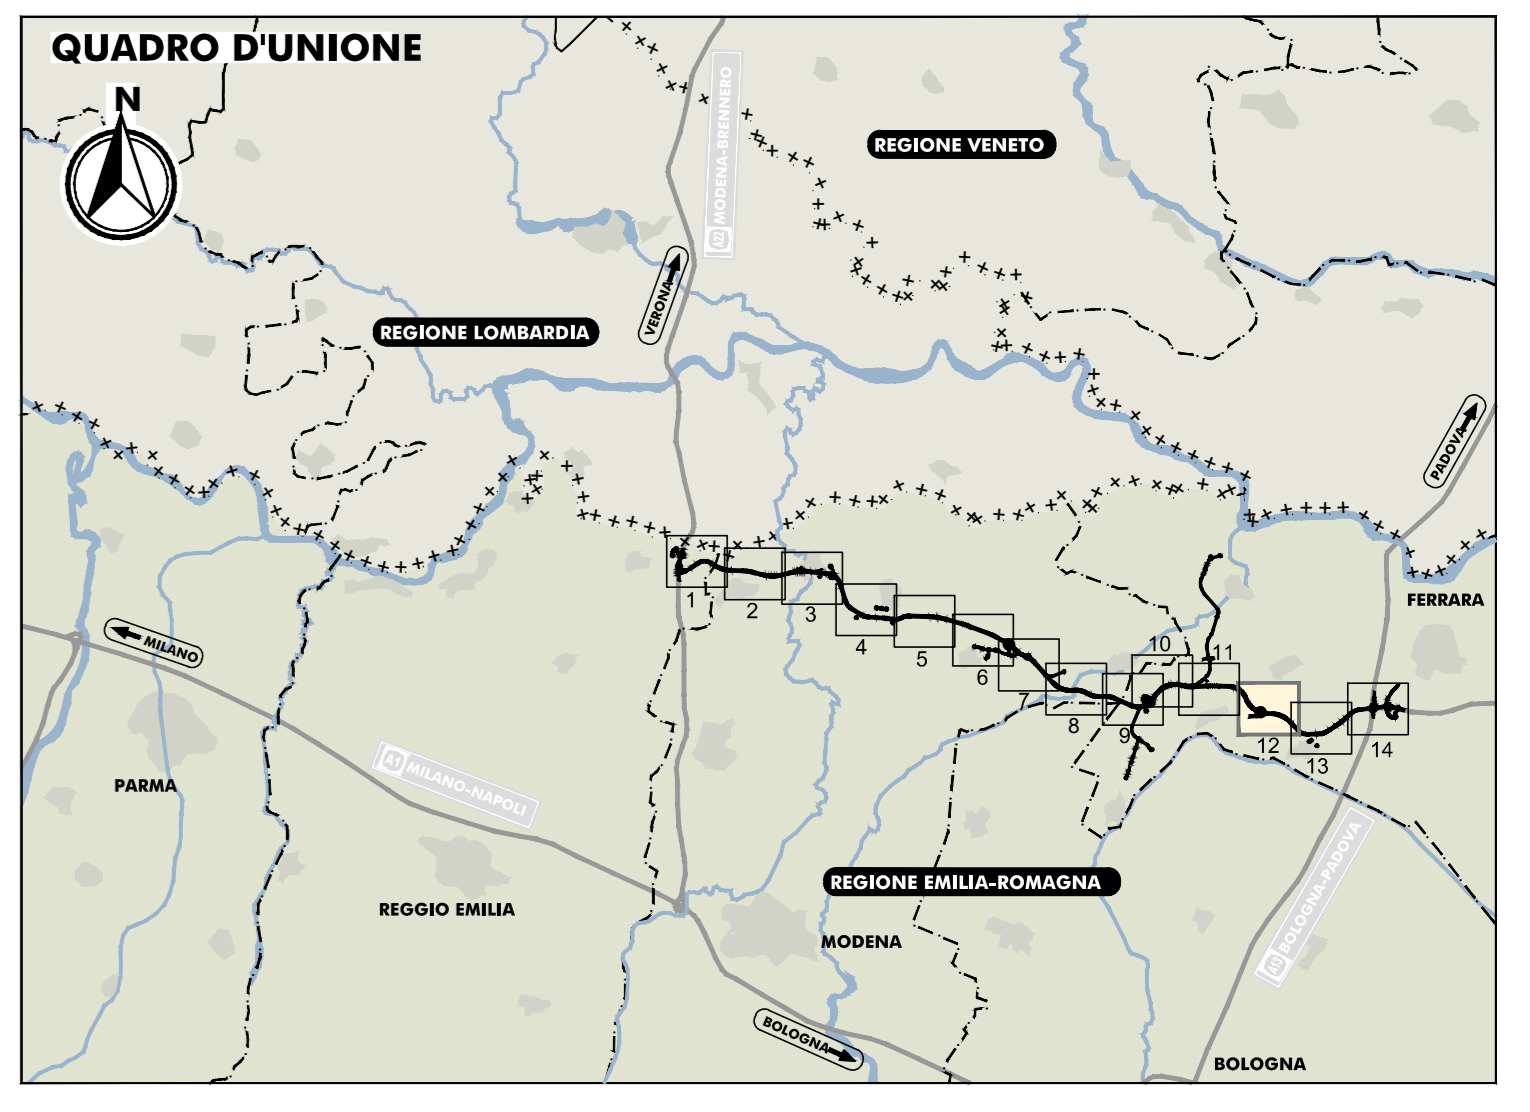 QUADRO D'UNIONE
N
A22 MODENA-BRENNERO
REGIONE VENETO
VERONA
REGIONE LOMBARDIA
PADOVA
FERRARA
MILANO
1
2
3
4
5
6
7
8
9
10
11
12
13
14
PARMA
A1 MILANO-NAPOLI
A13 BOLOGNA-PADOVA
REGIONE EMILIA-ROMAGNA
REGGIO EMILIA
MODENA
BOLOGNA
BOLOGNA